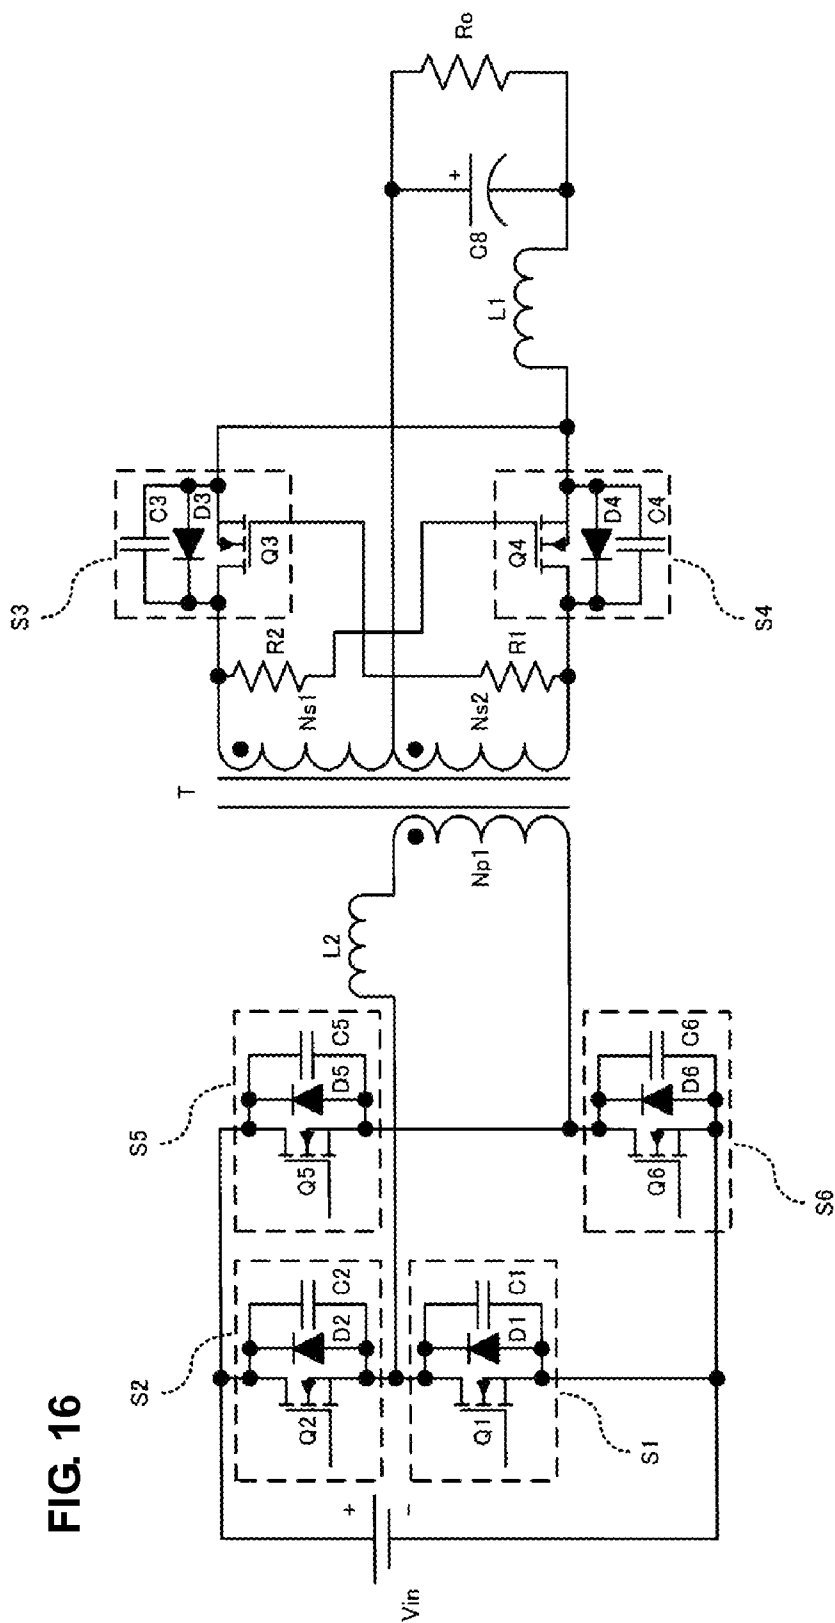 FIG. 16
Vin
+
-
S2
Q2
D2
C2
Q1
D1
C1
S1
S5
Q5
D5
C5
Q6
D6
C6
S6
L2
T
Np1
Ns1
Ns2
R2
R1
S3
C3
D3
Q3
Q4
D4
C4
S4
L1
C8
+
Ro